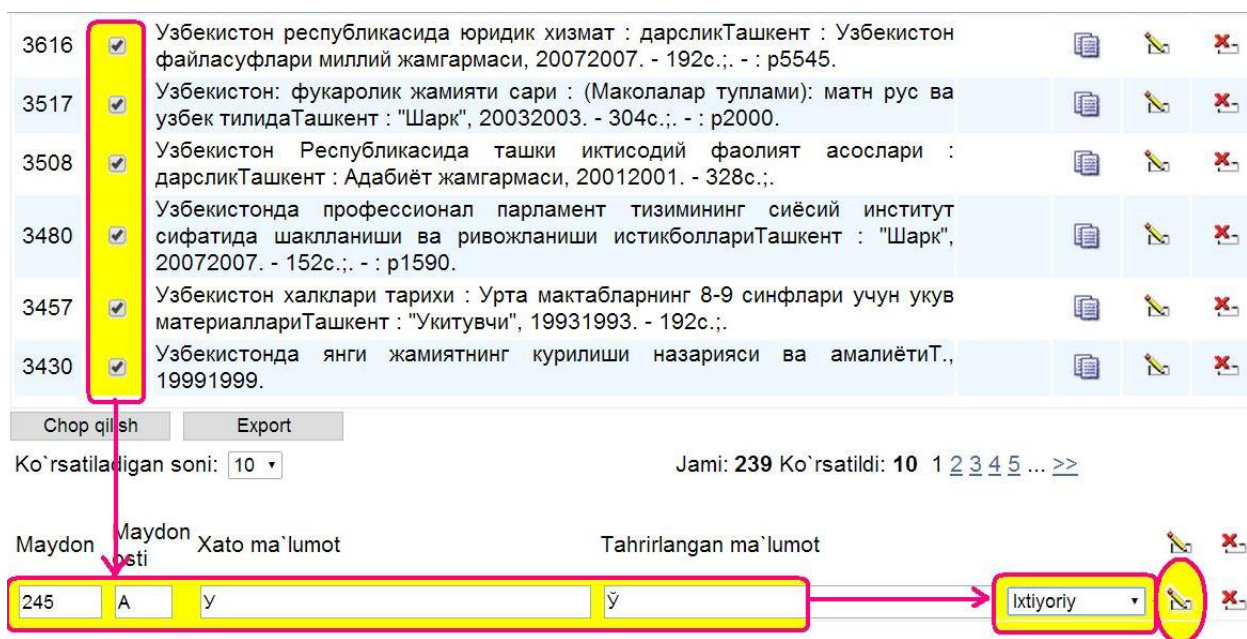 3616 Узбекистон республикасида юридик хизмат : дарсликТашкент : Узбекистон
файласуфлари миллий жамгармаси, 20072007. - 192с.;. - : р5545.
3517 Узбекистон: фукаролик жамияти сари : (Маколалар туплами): матн рус ва
узбек тилидаТашкент : "Шарк", 20032003. - 304с.;. - : р2000.
3508 Узбекистон Республикасида ташки иктисодий фаолият асослари :
дарсликТашкент : Адабиёт жамгармаси, 20012001. - 328с.;.
Узбекистонда профессионал парламент тизимининг сиёсий институт
3480 сифатида шаклланиши ва ривожланиши истикболлариТашкент : "Шарк",
20072007. - 152с.;. - : р1590.
3457 Узбекистон халклари тарихи : Урта мактабларнинг 8-9 синфлари учун укув
материаллариТашкент : "Укитувчи", 19931993. - 192с.;.
3430 Узбекистонда янги жамиятнинг курилиши назарияси ва амалиётиТ.,
19991999.
Chop qilish Export
Ko`rsatiladigan soni: 10 Jami: 239 Ko`rsatildi: 10 1 2 3 4 5 ... >>
Maydon Maydon osti Xato ma`lumot Tahrirlangan ma`lumot
245 A У Ў Ixtiyoriy